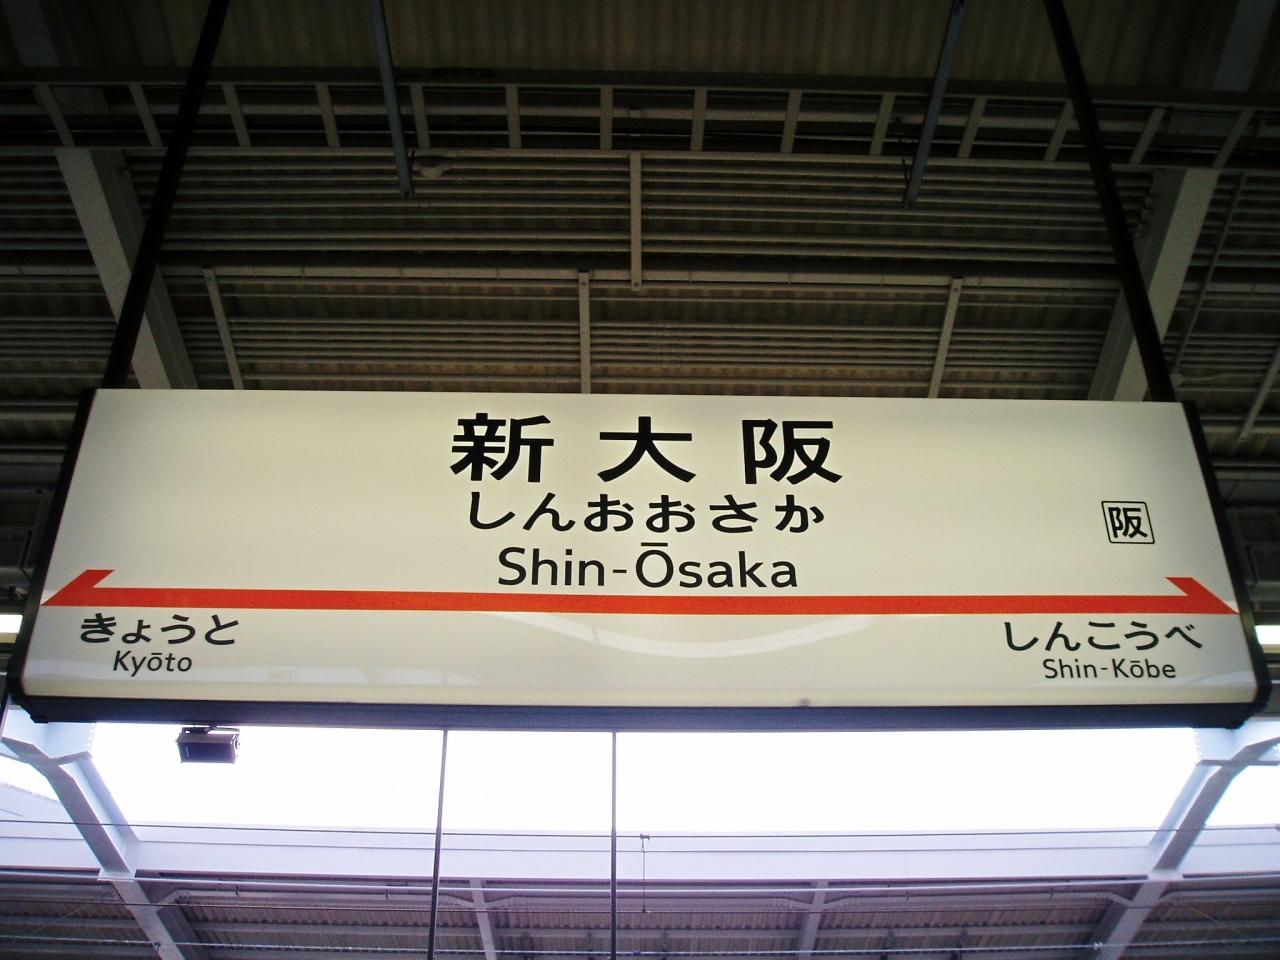 新大阪
しんおおさか
Shin-Ōsaka
阪
きょうと
Kyōto
しんこうべ
Shin-Kōbe